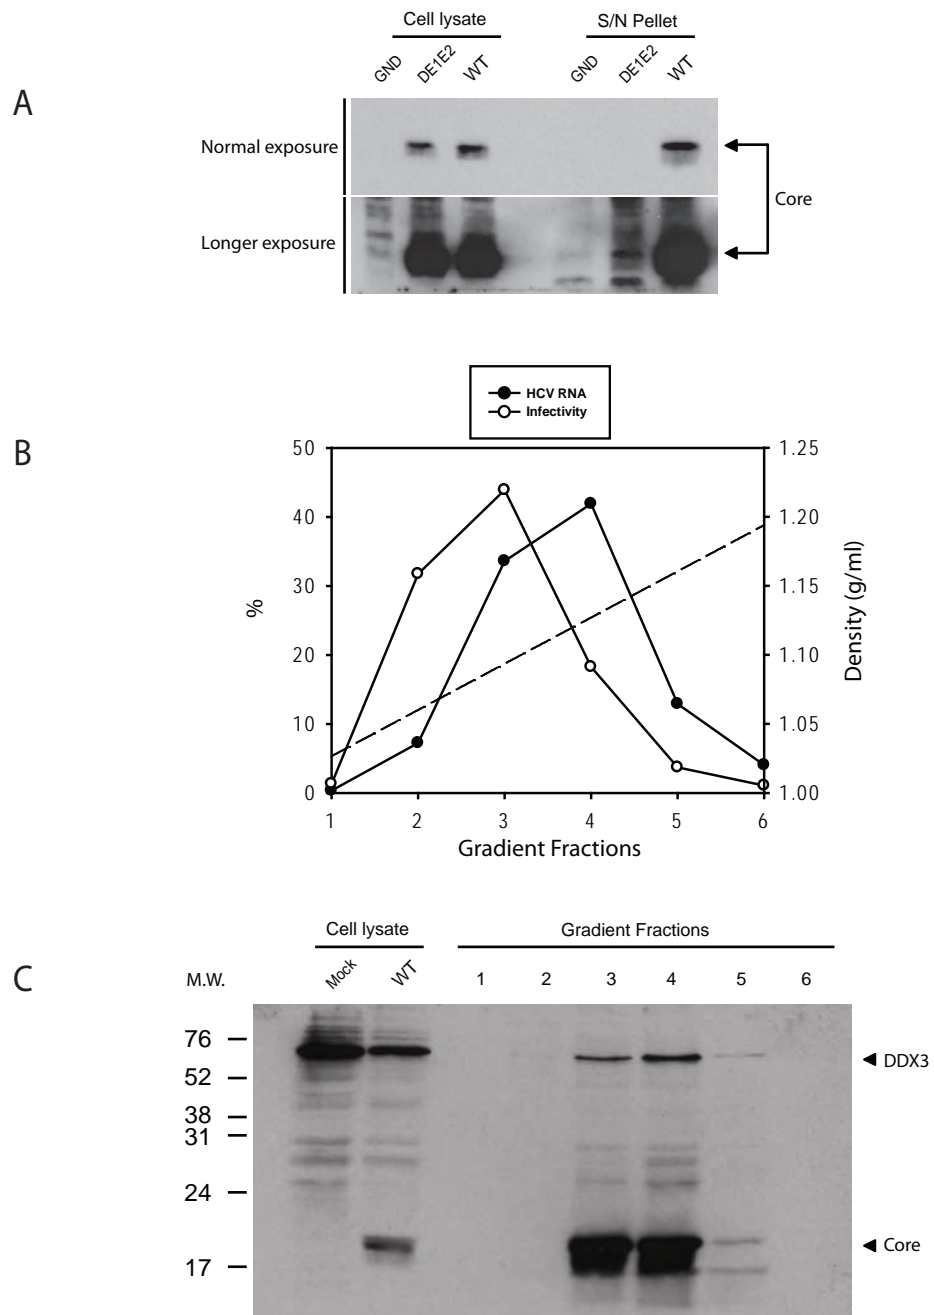 A
Cell lysate
S/N Pellet
GND
DE1E2
WT
GND
DE1E2
WT
Normal exposure
Longer exposure
Core
B
HCV RNA
Infectivity
50
40
30
20
10
0
%
1.25
1.20
1.15
1.10
1.05
1.00
Density (g/ml)
1 2 3 4 5 6
Gradient Fractions
C
Cell lysate
Gradient Fractions
M.W.
Mock
WT
1 2 3 4 5 6
76
52
38
31
24
17
DDX3
Core